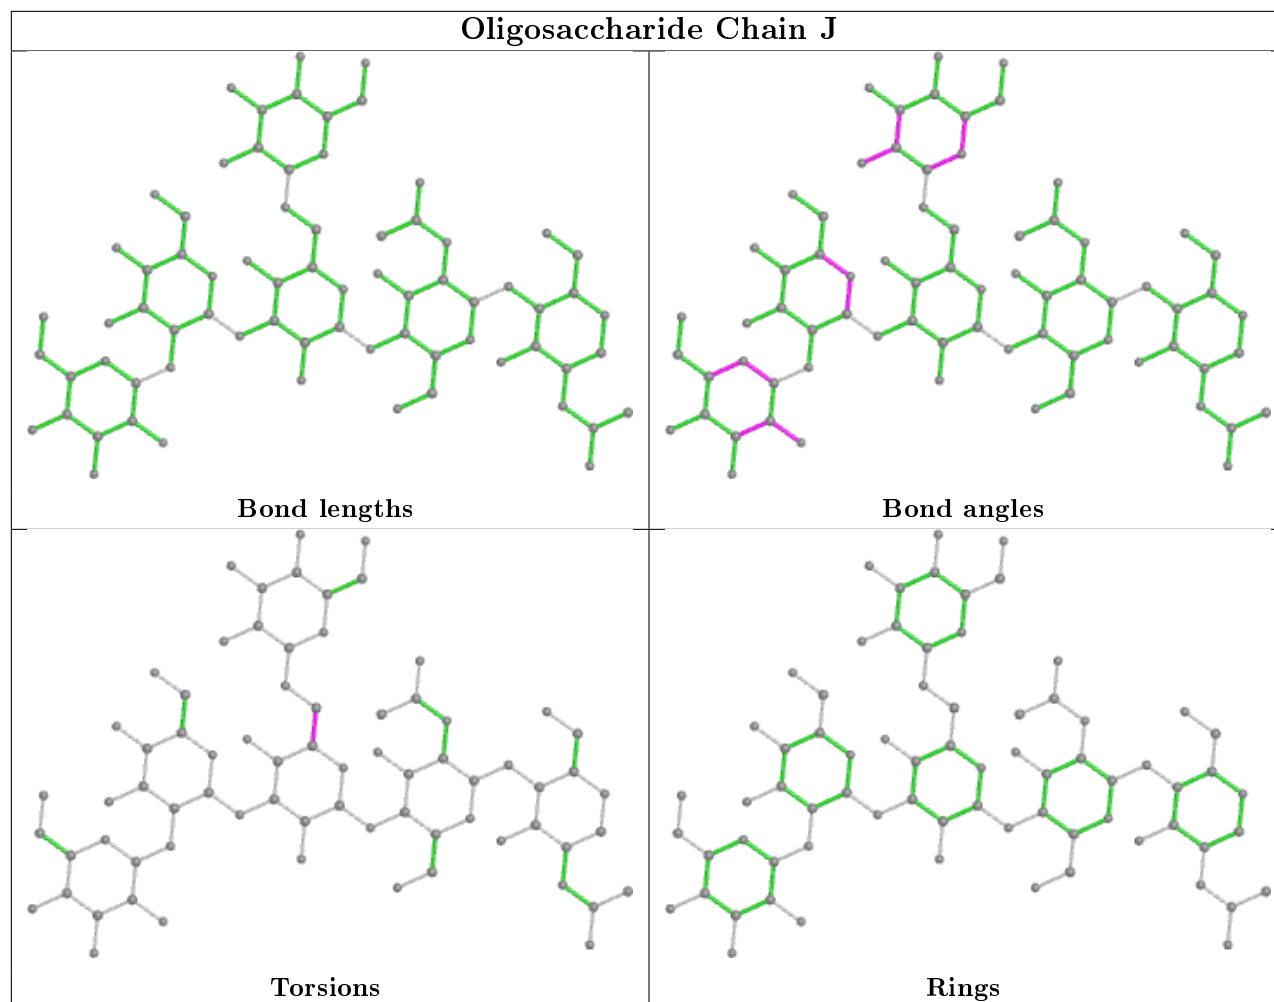 Oligosaccharide Chain J
Bond lengths
Bond angles
Torsions
Rings